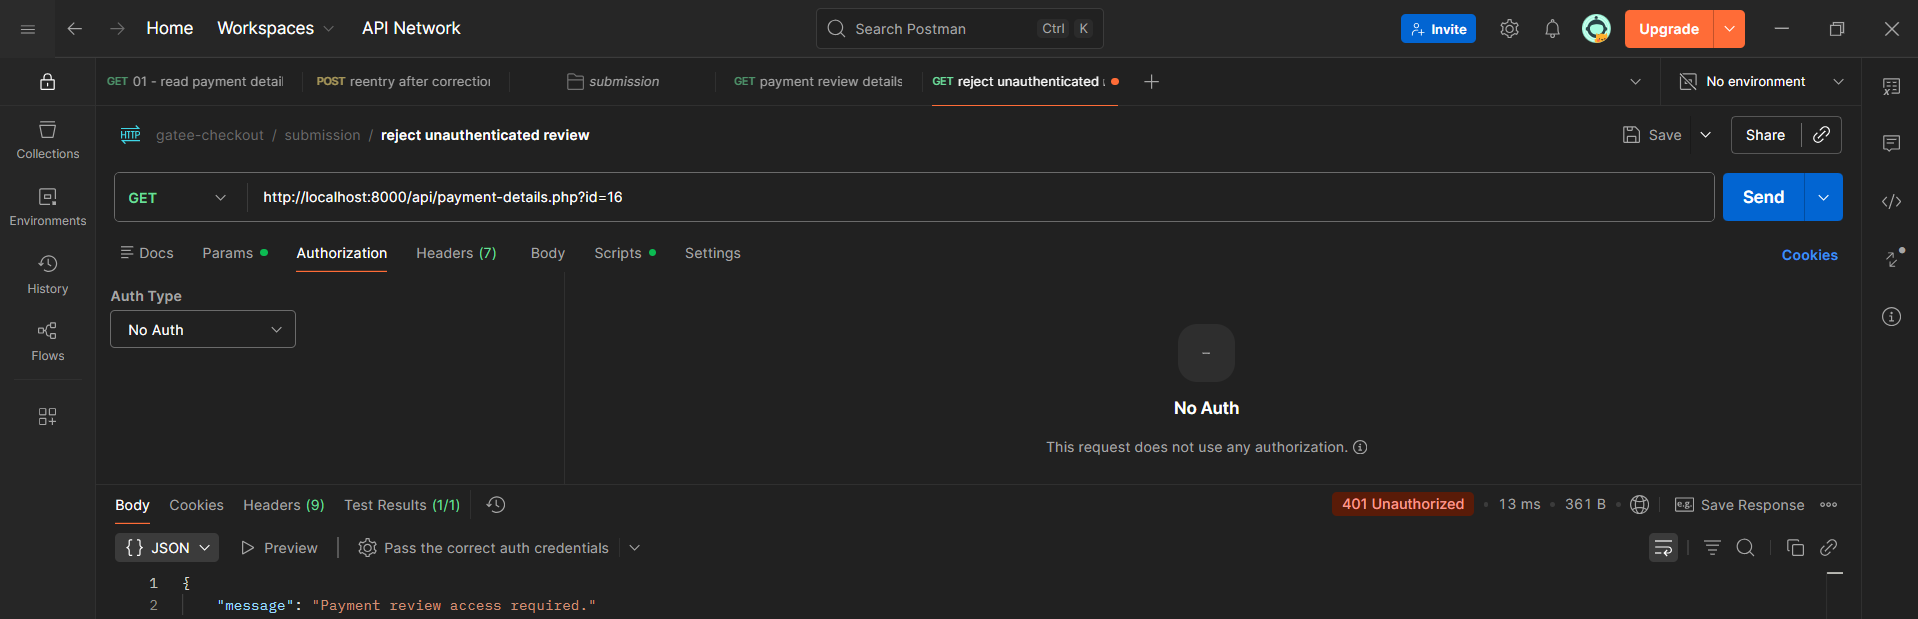 Home Workspaces API Network Search Postman Ctrl K Invite Upgrade
GET 01 - read payment detail POST reentry after correction submission GET payment review details GET reject unauthenticated No environment
HTTP gatee-checkout / submission / reject unauthenticated review Save Share
GET http://localhost:8000/api/payment-details.php?id=16 Send
Docs Params Authorization Headers (7) Body Scripts Settings Cookies
Collections
Environments
History
Flows
Auth Type
No Auth
-
No Auth
This request does not use any authorization.
Body Cookies Headers (9) Test Results (1/1) 401 Unauthorized • 13 ms • 361 B • e.g. Save Response
{} JSON Preview Pass the correct auth credentials
1 {
2 "message": "Payment review access required."